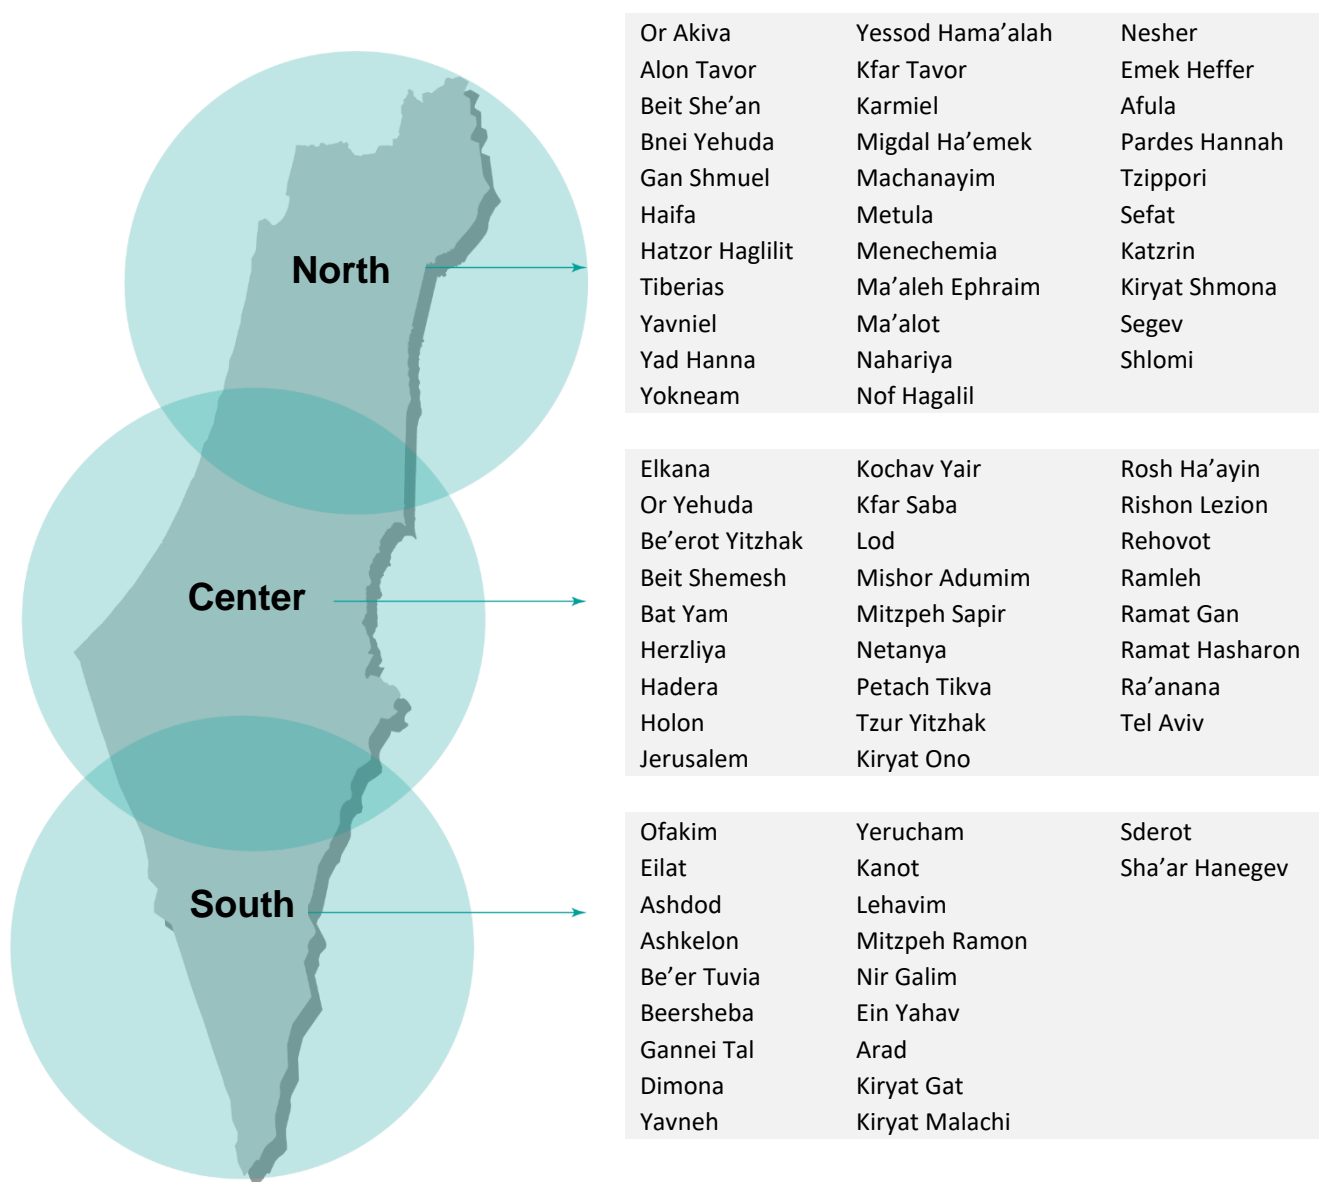 North
Or Akiva Yessod Hama’alah Nesher
Alon Tavor Kfar Tavor Emek Heffer
Beit She’an Karmiel Afula
Bnei Yehuda Migdal Ha’emek Pardes Hannah
Gan Shmuel Machanayim Tzippori
Haifa Metula Sefat
Hatzor Haglilit Menechemia Katzrin
Tiberias Ma’aleh Ephraim Kiryat Shmona
Yavniel Ma’alot Segev
Yad Hanna Nahariya Shlomi
Yokneam Nof Hagalil
Center
Elkana Kochav Yair Rosh Ha’ayin
Or Yehuda Kfar Saba Rishon Lezion
Be’erot Yitzhak Lod Rehovot
Beit Shemesh Mishor Adumim Ramleh
Bat Yam Mitzpeh Sapir Ramat Gan
Herzliya Netanya Ramat Hasharon
Hadera Petach Tikva Ra’anana
Holon Tzur Yitzhak Tel Aviv
Jerusalem Kiryat Ono
South
Ofakim Yerucham Sderot
Eilat Kanot Sha’ar Hanegev
Ashdod Lehavim
Ashkelon Mitzpeh Ramon
Be’er Tuvia Nir Galim
Beersheba Ein Yahav
Gannei Tal Arad
Dimona Kiryat Gat
Yavneh Kiryat Malachi